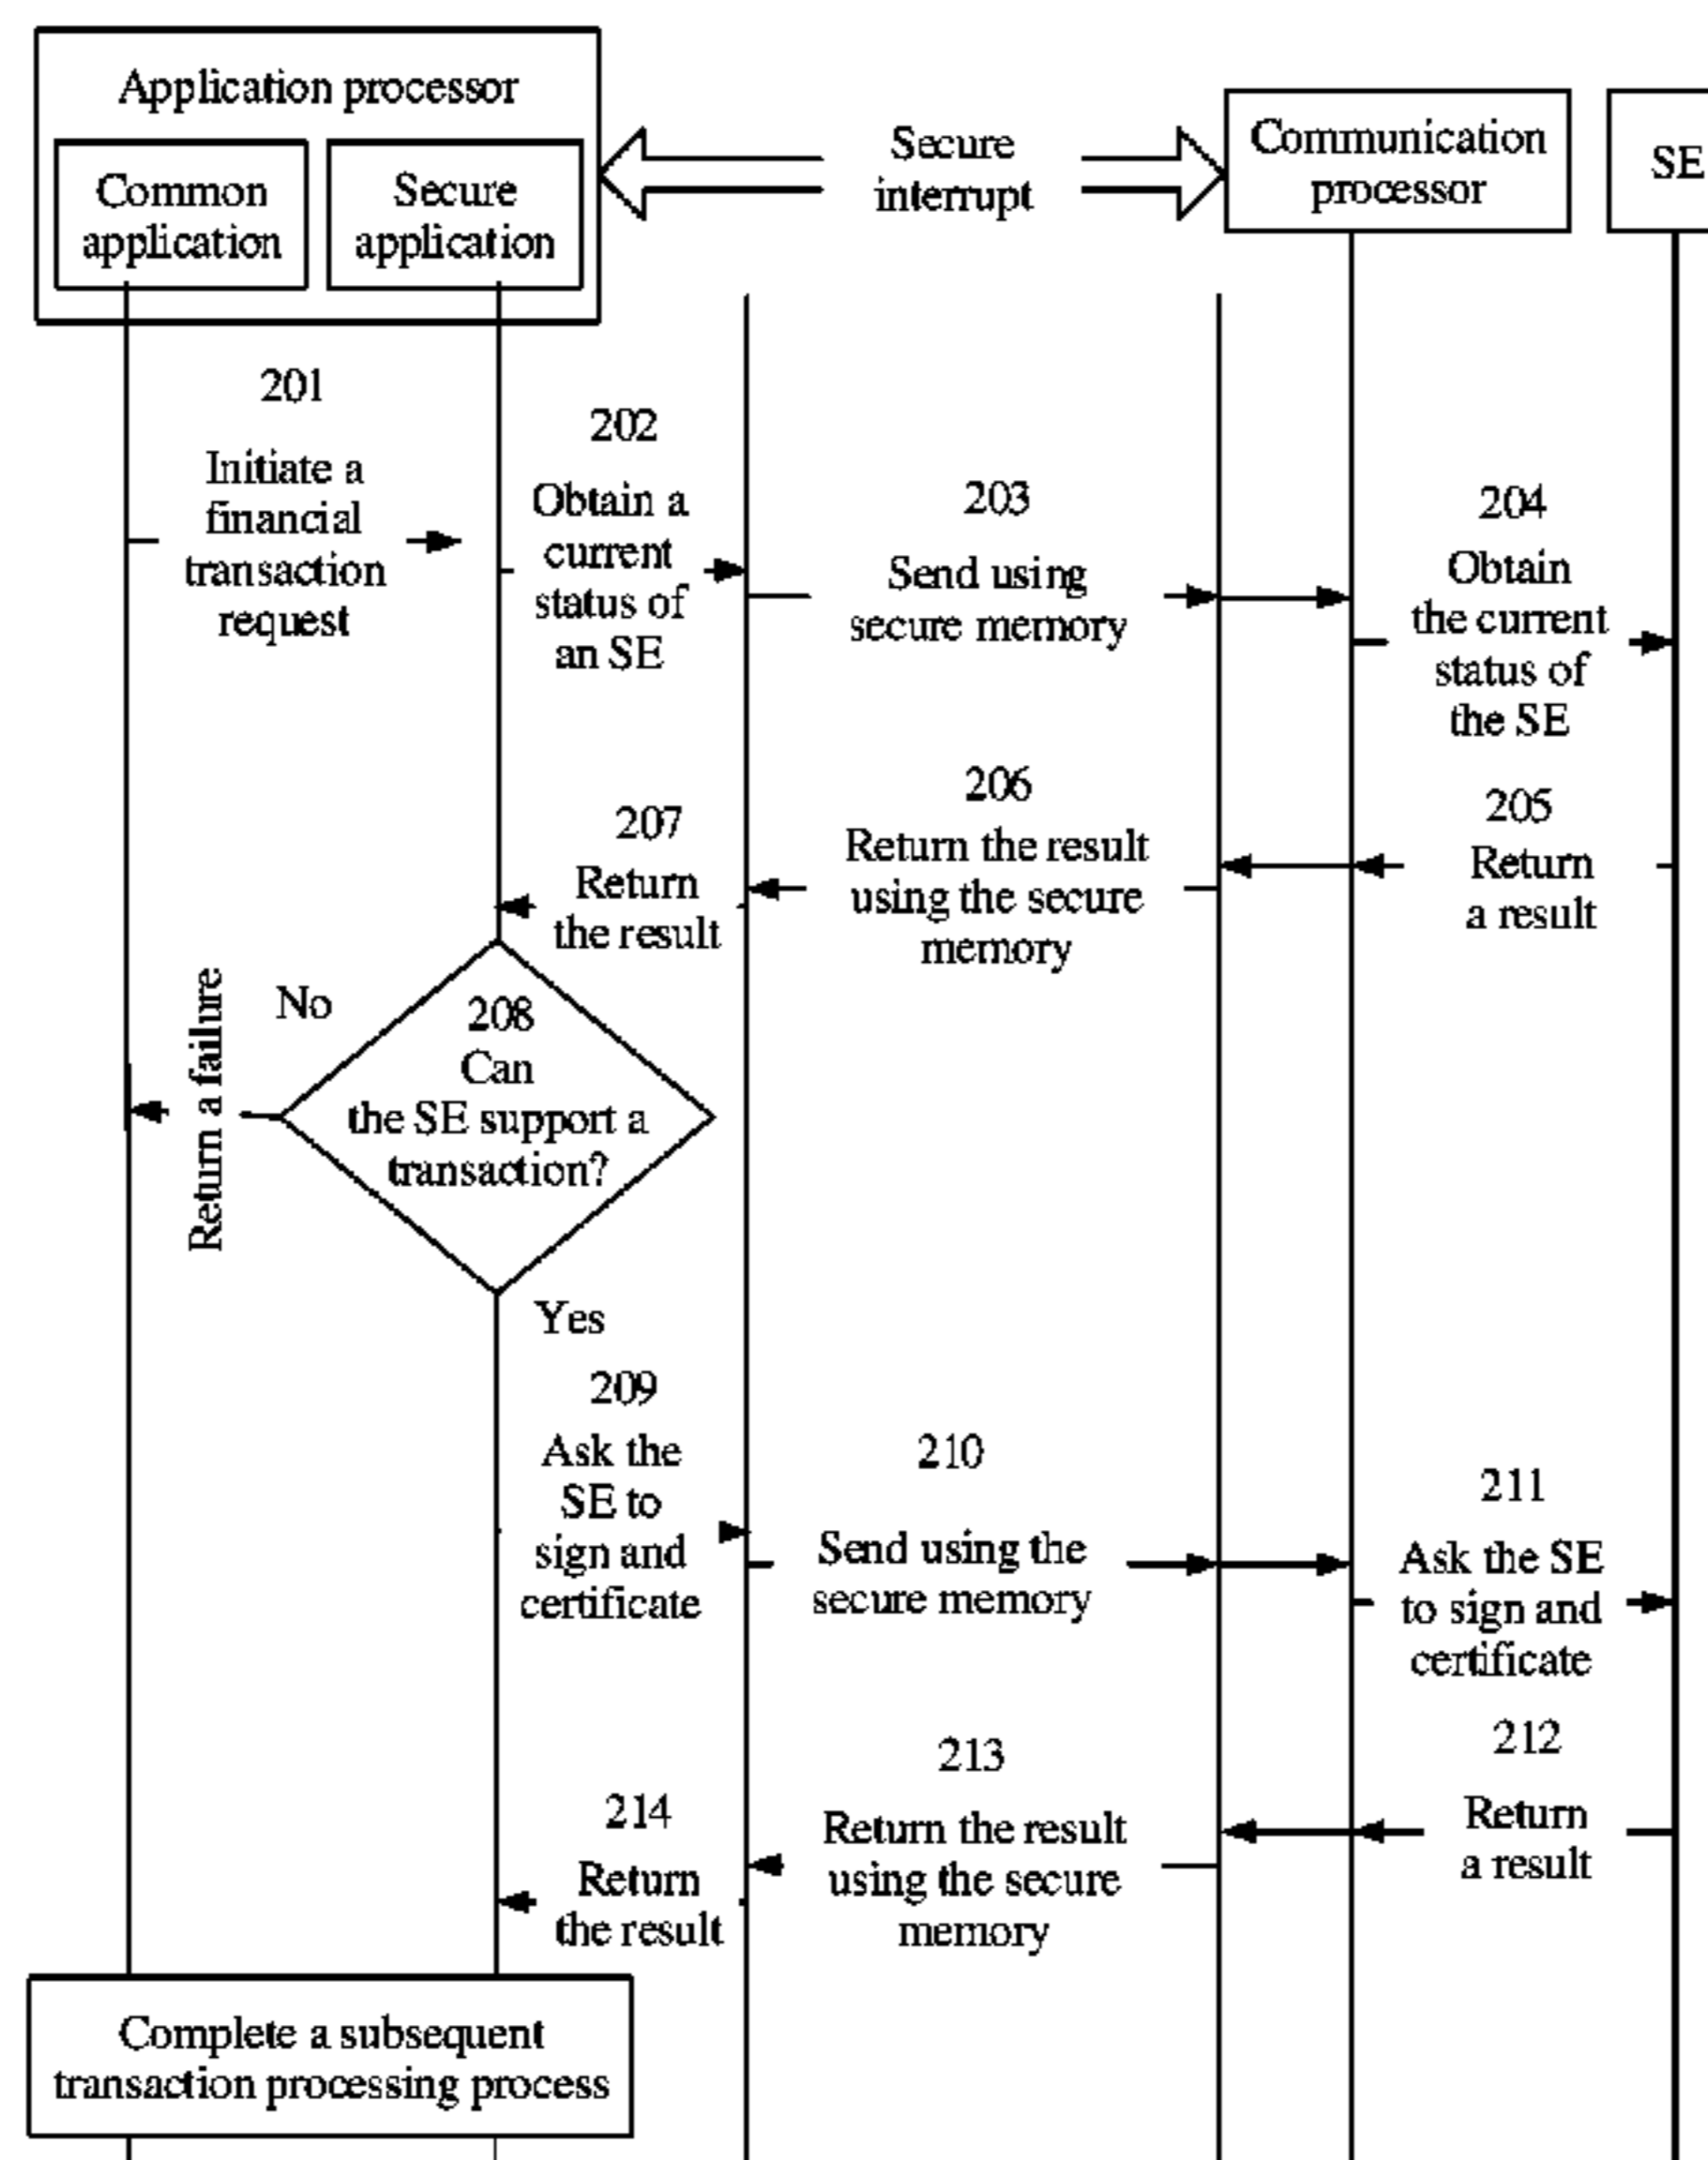 Application processor
Common
application
Secure
application
Secure
interrupt
Communication
processor
SE
201
Initiate a
financial
transaction
request
202
Obtain a
current
status of
an SE
203
Send using
secure memory
204
Obtain
the current
status of
the SE
205
Return
a result
206
Return the result
using the secure
memory
207
Return
the result
No
Return a failure
208
Can
the SE support a
transaction?
Yes
209
Ask the
SE to
sign and
certificate
210
Send using the
secure memory
211
Ask the SE
to sign and
certificate
212
Return
a result
213
Return the result
using the secure
memory
214
Return
the result
Complete a subsequent
transaction processing process